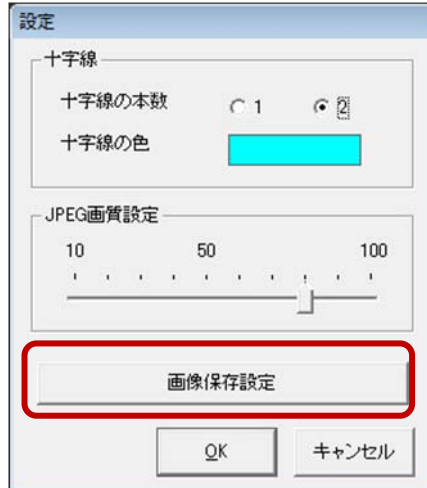 設定
十字線
十字線の本数 1 2
十字線の色
JPEG画質設定
10 50 100
画像保存設定
OK キャンセル